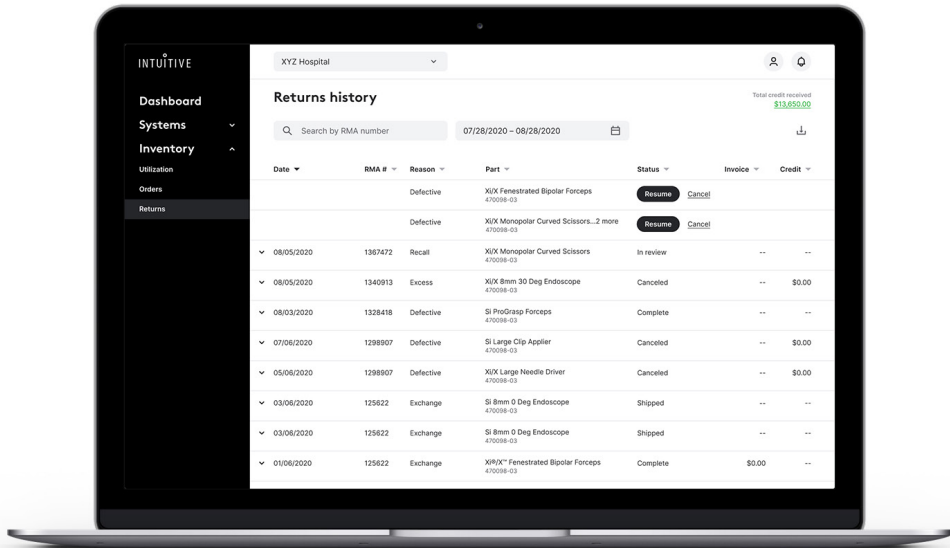 INTUITIVE
XYZ Hospital
Dashboard
Systems
Inventory
Utilization
Orders
Returns
Returns history
Total credit received
$13,650.00
Search by RMA number
07/28/2020 – 08/28/2020
Date RMA # Reason Part Status Invoice Credit
Defective Xi/X Fenestrated Bipolar Forceps Resume Cancel
470098-03
Defective Xi/X Monopolar Curved Scissors...2 more Resume Cancel
470098-03
08/05/2020 1367472 Recall Xi/X Monopolar Curved Scissors In review -- --
470098-03
08/05/2020 1340913 Excess Xi/X 8mm 30 Deg Endoscope Canceled -- $0.00
470098-03
08/03/2020 1328418 Defective Si ProGrasp Forceps Complete -- --
470098-03
07/06/2020 1298907 Defective Si Large Clip Applier Canceled -- $0.00
470098-03
05/06/2020 1298907 Defective Xi/X Large Needle Driver Canceled -- $0.00
470098-03
03/06/2020 125622 Exchange Si 8mm 0 Deg Endoscope Shipped -- --
470098-03
03/06/2020 125622 Exchange Si 8mm 0 Deg Endoscope Shipped -- --
470098-03
01/06/2020 125622 Exchange Xi®/X™ Fenestrated Bipolar Forceps Complete $0.00 --
470098-03